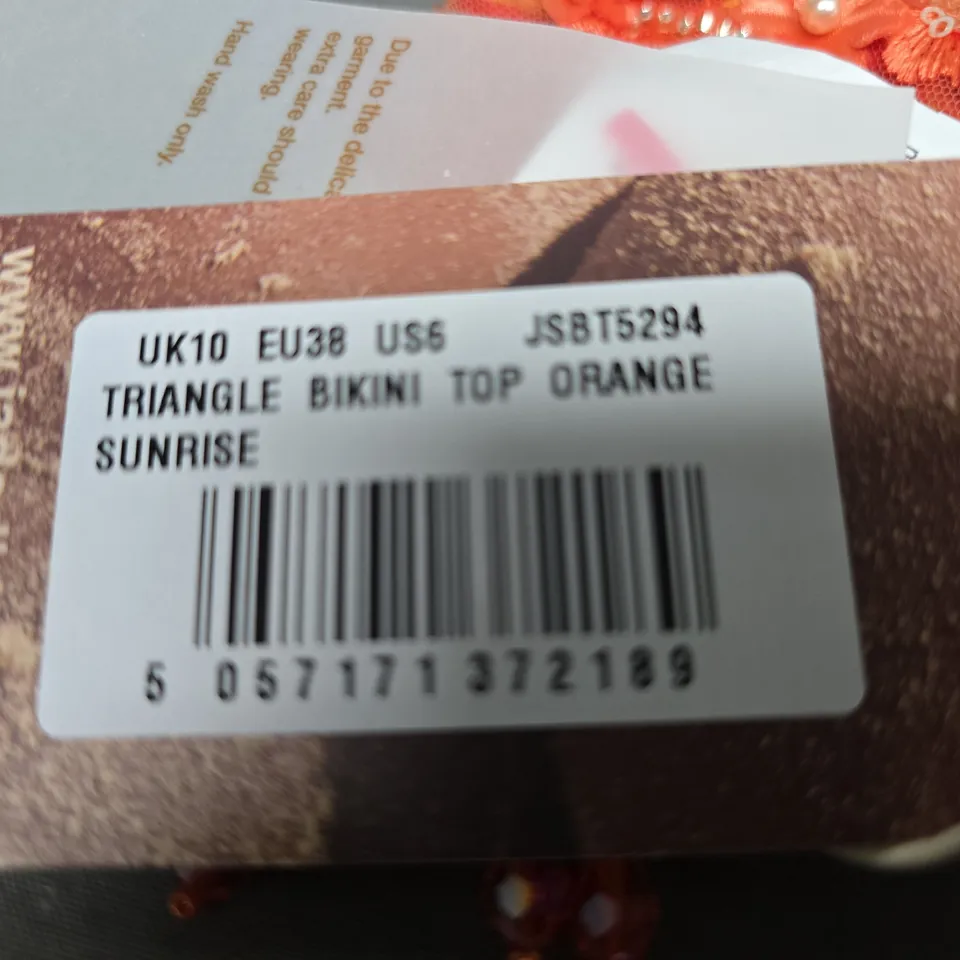 Due to the
garment.
extra care should
wearing.
Hand wash only.
UK10 EU38 US6 JSBT5294
TRIANGLE BIKINI TOP ORANGE
SUNRISE
5 057171 372189